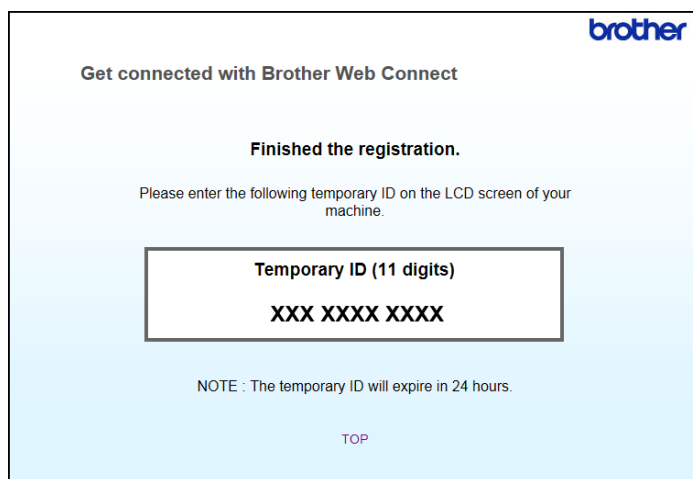 brother
Get connected with Brother Web Connect
Finished the registration.
Please enter the following temporary ID on the LCD screen of your
machine.
Temporary ID (11 digits)
XXX XXXX XXXX
NOTE : The temporary ID will expire in 24 hours.
TOP